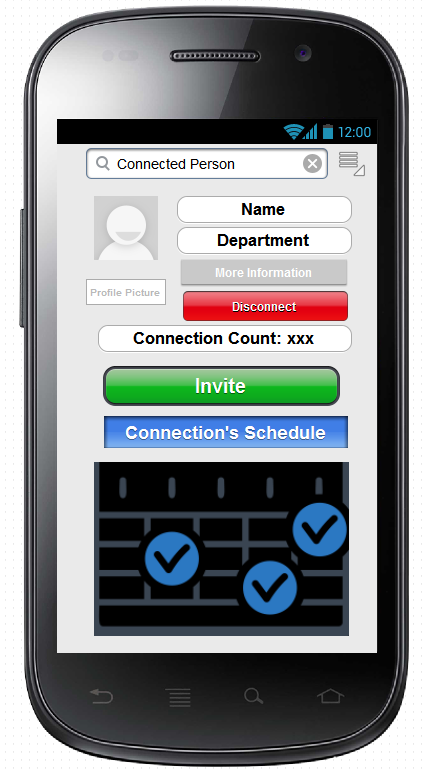 12:00
Connected Person
Name
Department
More Information
Profile Picture
Disconnect
Connection Count: xxx
Invite
Connection's Schedule